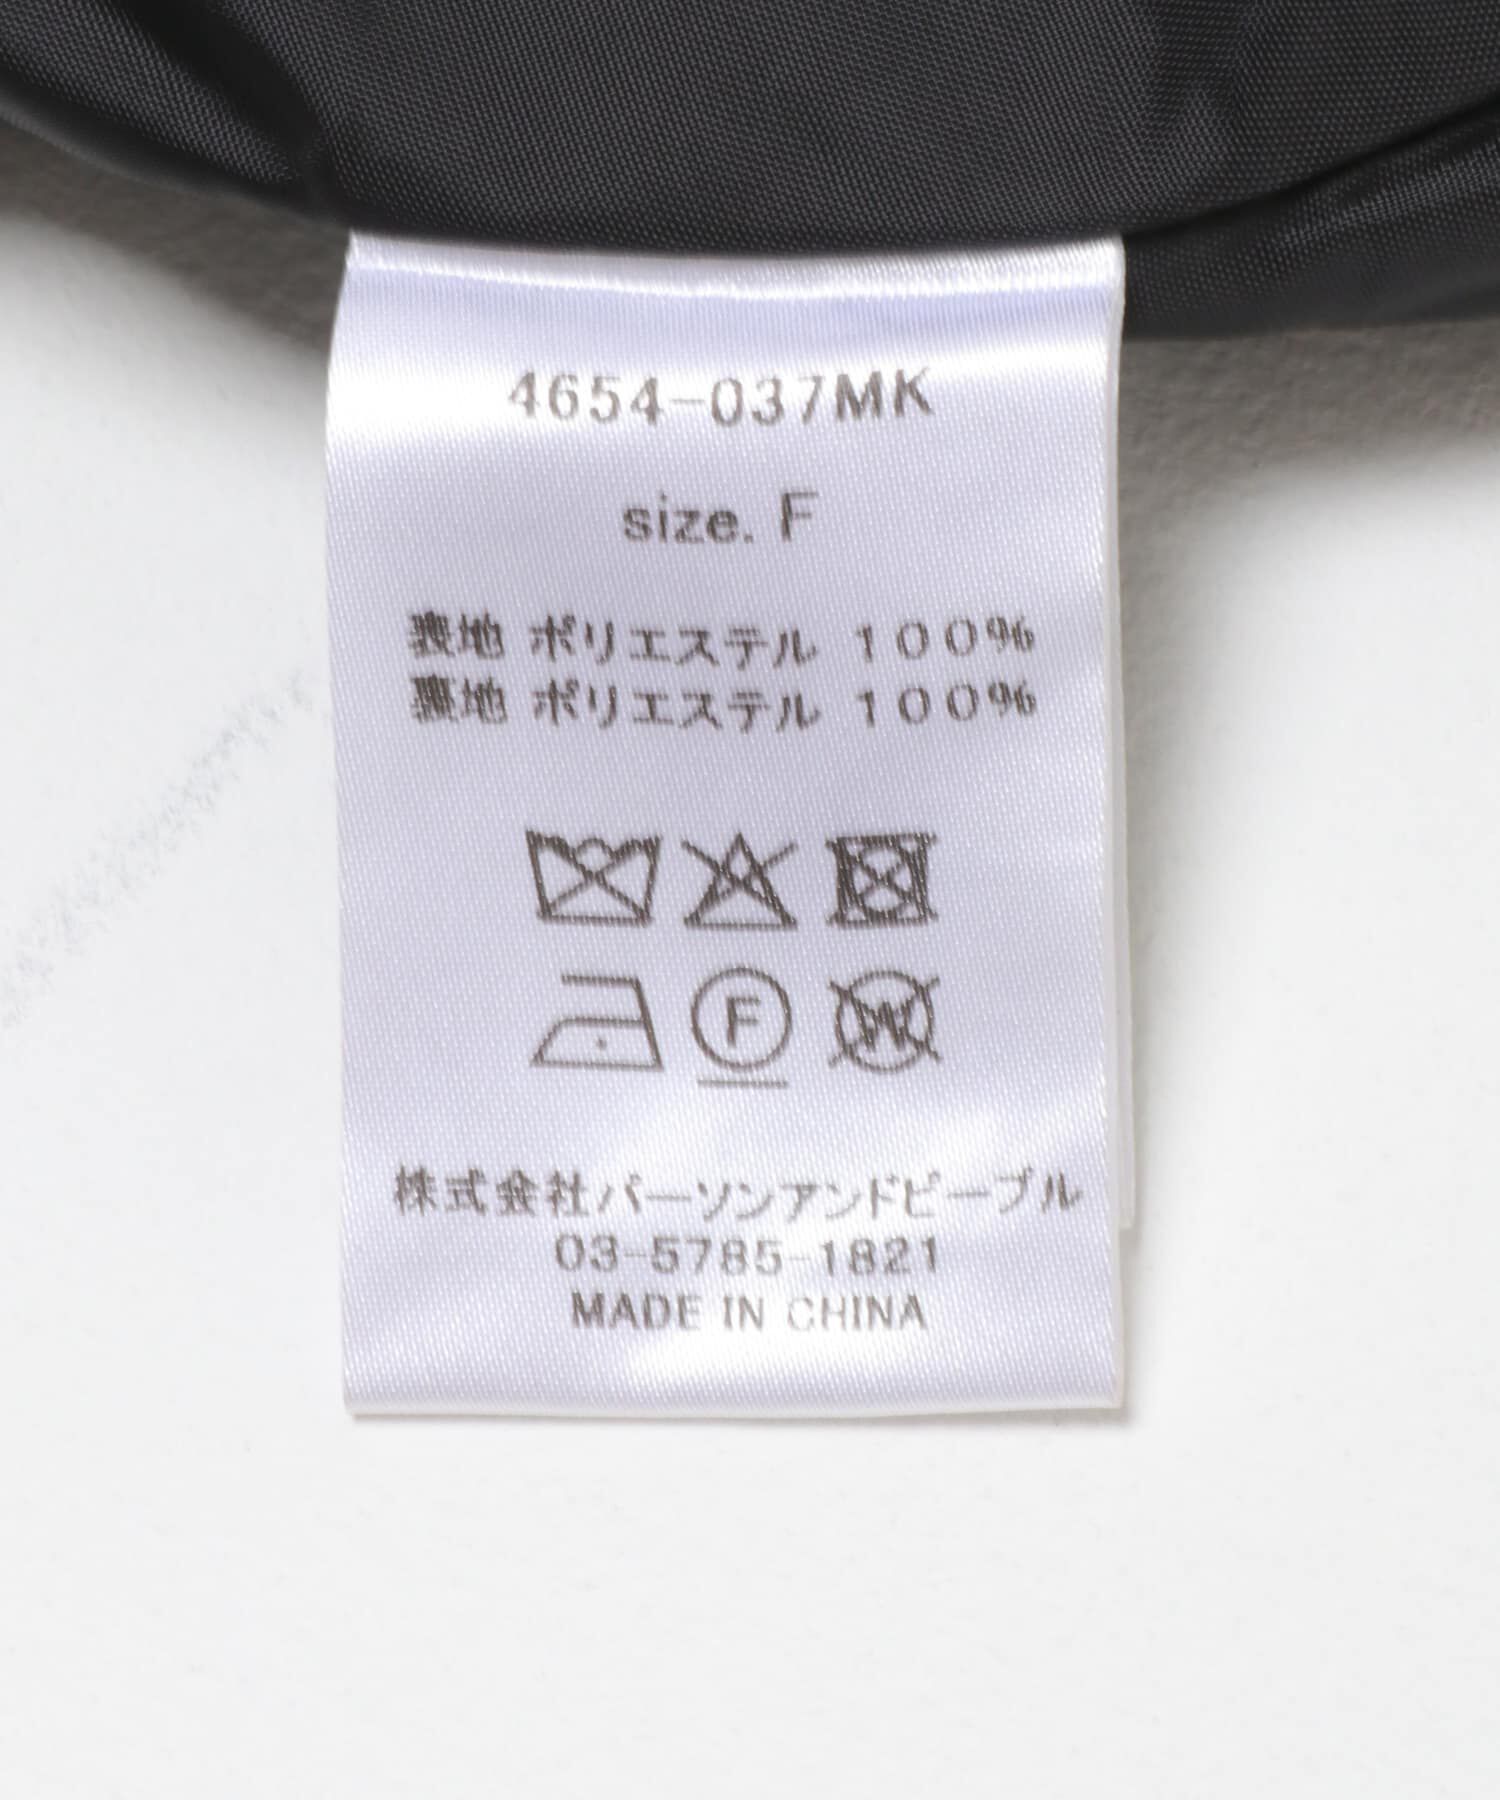 4654-037MK
size. F
表地 ポリエステル 100%
裏地 ポリエステル 100%
F
W
株式会社パーソンアンドピープル
03-5785-1821
MADE IN CHINA